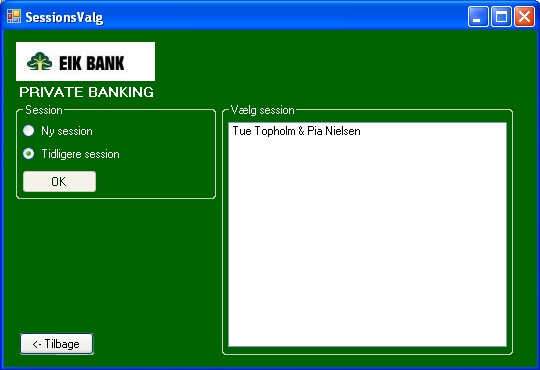 SessionsValg
EIK BANK
PRIVATE BANKING
Session
Ny session
Tidligere session
OK
Vælg session
Tue Topholm & Pia Nielsen
<- Tilbage